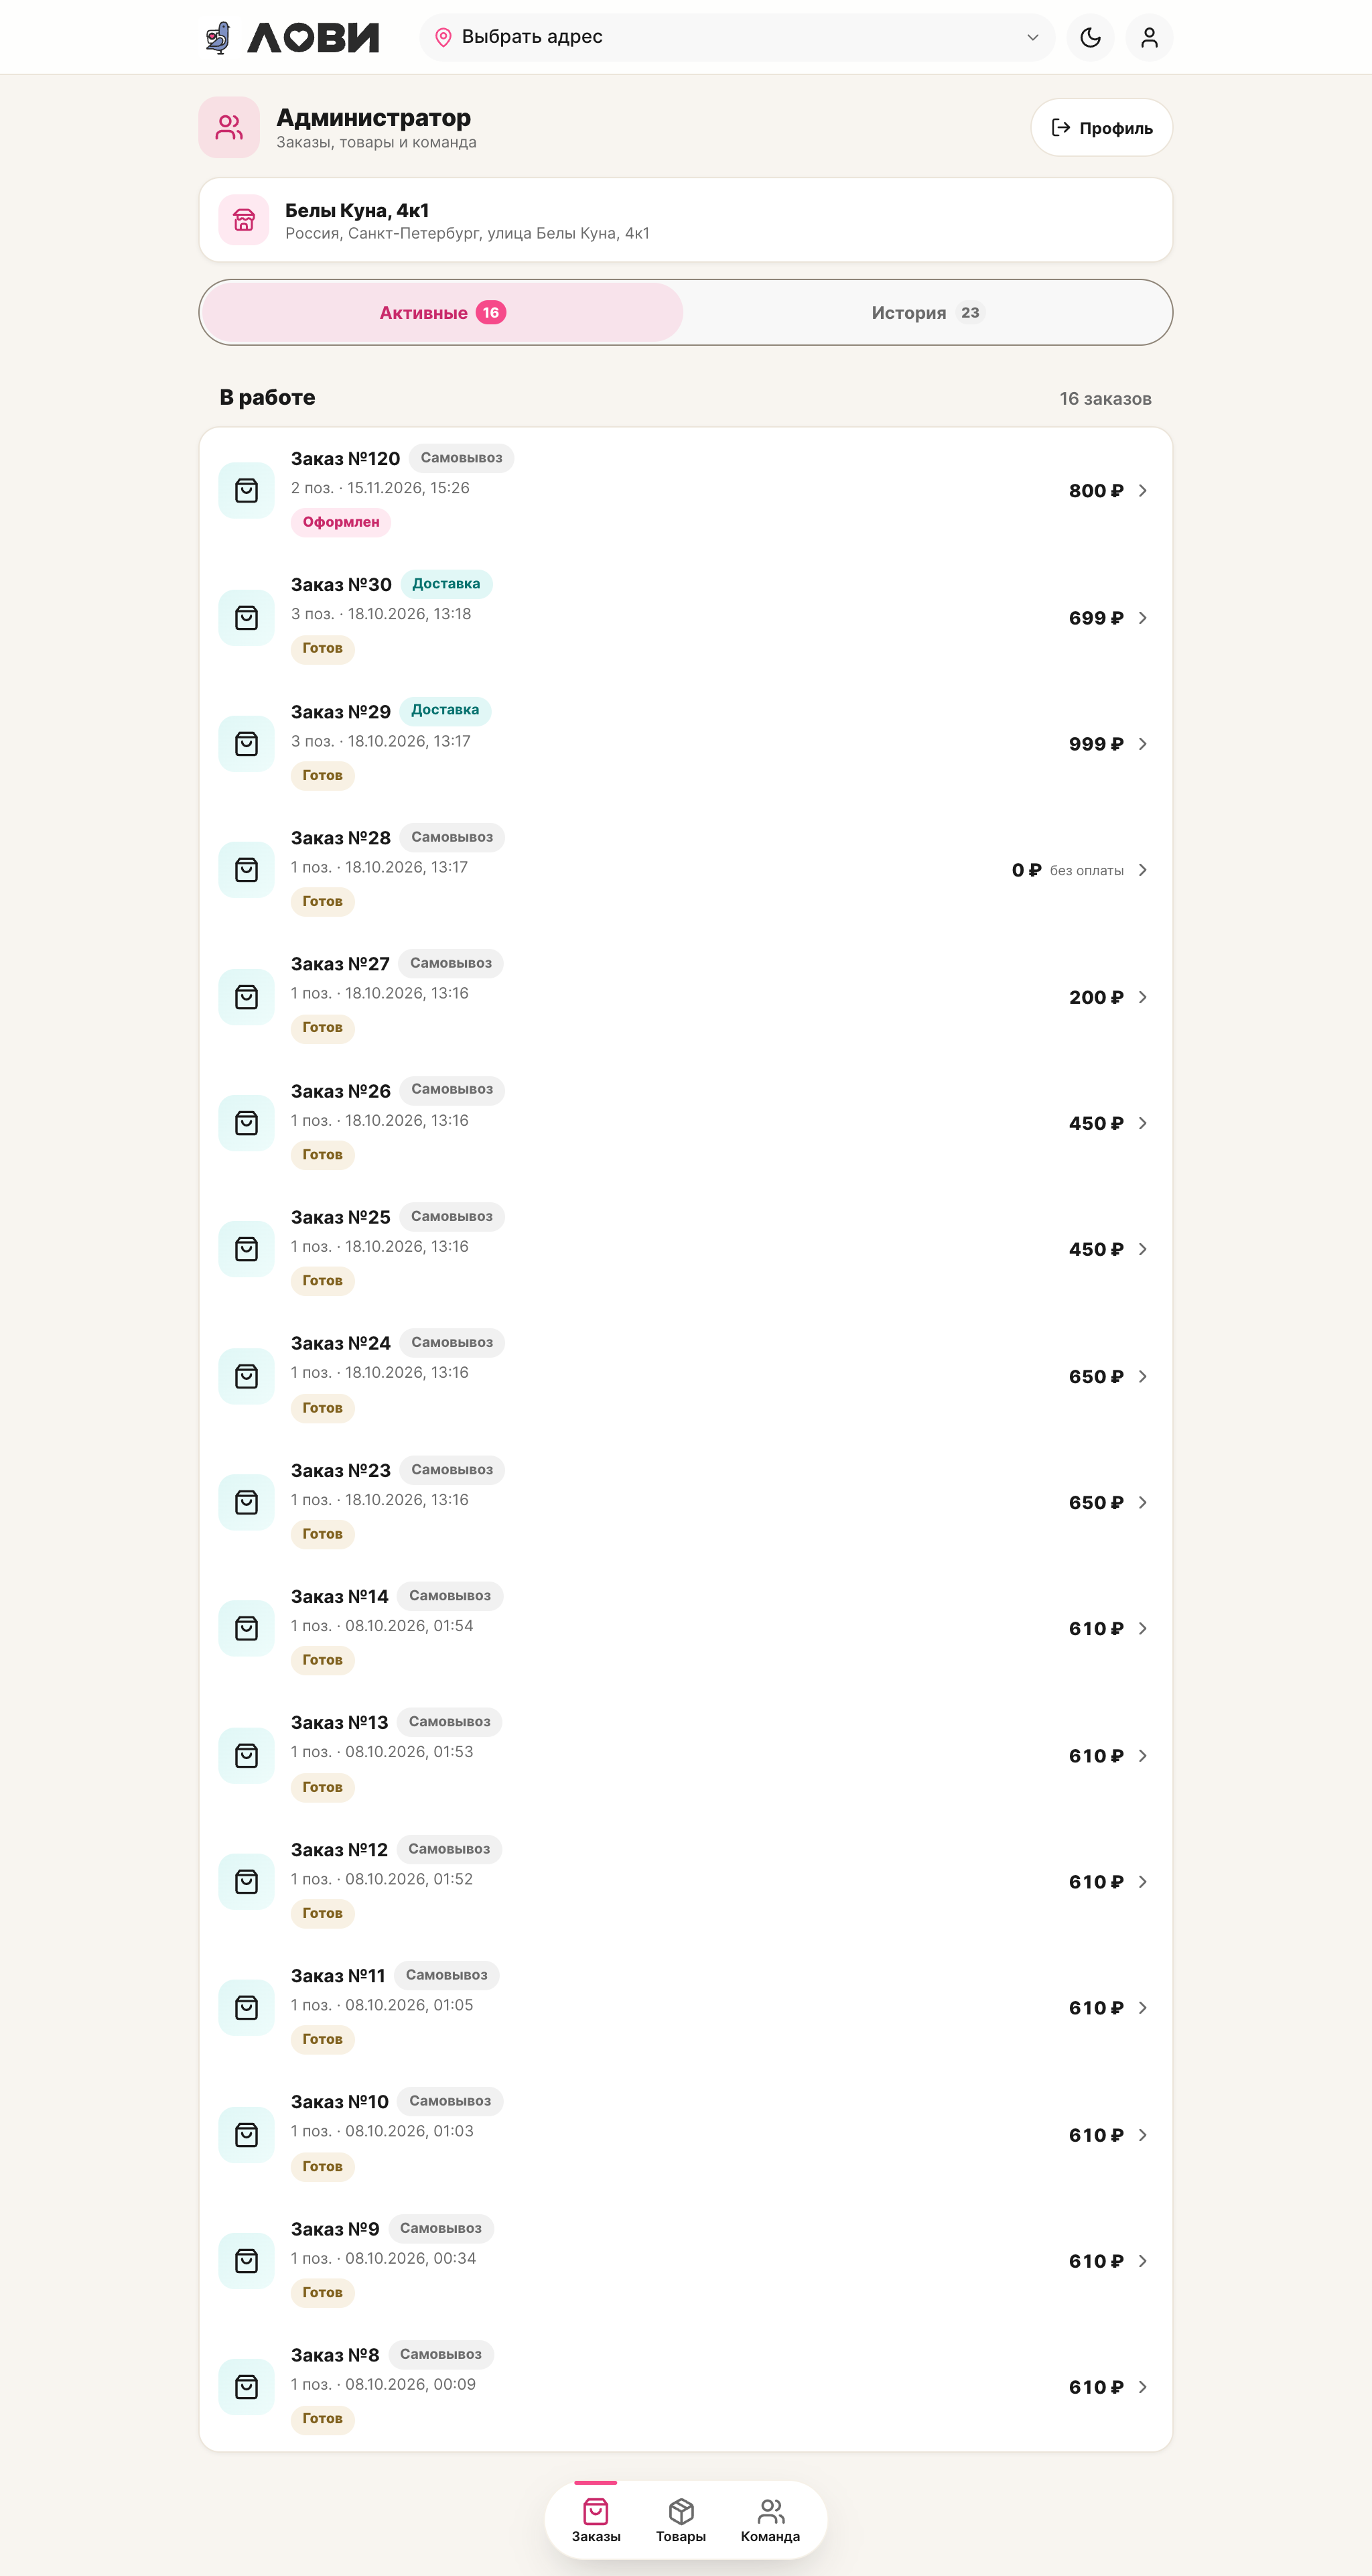 ЛОВИ
Выбрать адрес
Администратор
Заказы, товары и команда
Профиль
Белы Куна, 4к1
Россия, Санкт-Петербург, улица Белы Куна, 4к1
Активные 16
История 23
В работе
16 заказов
Заказ №120 Самовывоз
2 поз. · 15.11.2026, 15:26
Оформлен
800 ₽
Заказ №30 Доставка
3 поз. · 18.10.2026, 13:18
Готов
699 ₽
Заказ №29 Доставка
3 поз. · 18.10.2026, 13:17
Готов
999 ₽
Заказ №28 Самовывоз
1 поз. · 18.10.2026, 13:17
Готов
0 ₽ без оплаты
Заказ №27 Самовывоз
1 поз. · 18.10.2026, 13:16
Готов
200 ₽
Заказ №26 Самовывоз
1 поз. · 18.10.2026, 13:16
Готов
450 ₽
Заказ №25 Самовывоз
1 поз. · 18.10.2026, 13:16
Готов
450 ₽
Заказ №24 Самовывоз
1 поз. · 18.10.2026, 13:16
Готов
650 ₽
Заказ №23 Самовывоз
1 поз. · 18.10.2026, 13:16
Готов
650 ₽
Заказ №14 Самовывоз
1 поз. · 08.10.2026, 01:54
Готов
610 ₽
Заказ №13 Самовывоз
1 поз. · 08.10.2026, 01:53
Готов
610 ₽
Заказ №12 Самовывоз
1 поз. · 08.10.2026, 01:52
Готов
610 ₽
Заказ №11 Самовывоз
1 поз. · 08.10.2026, 01:05
Готов
610 ₽
Заказ №10 Самовывоз
1 поз. · 08.10.2026, 01:03
Готов
610 ₽
Заказ №9 Самовывоз
1 поз. · 08.10.2026, 00:34
Готов
610 ₽
Заказ №8 Самовывоз
1 поз. · 08.10.2026, 00:09
Готов
610 ₽
Заказы
Товары
Команда